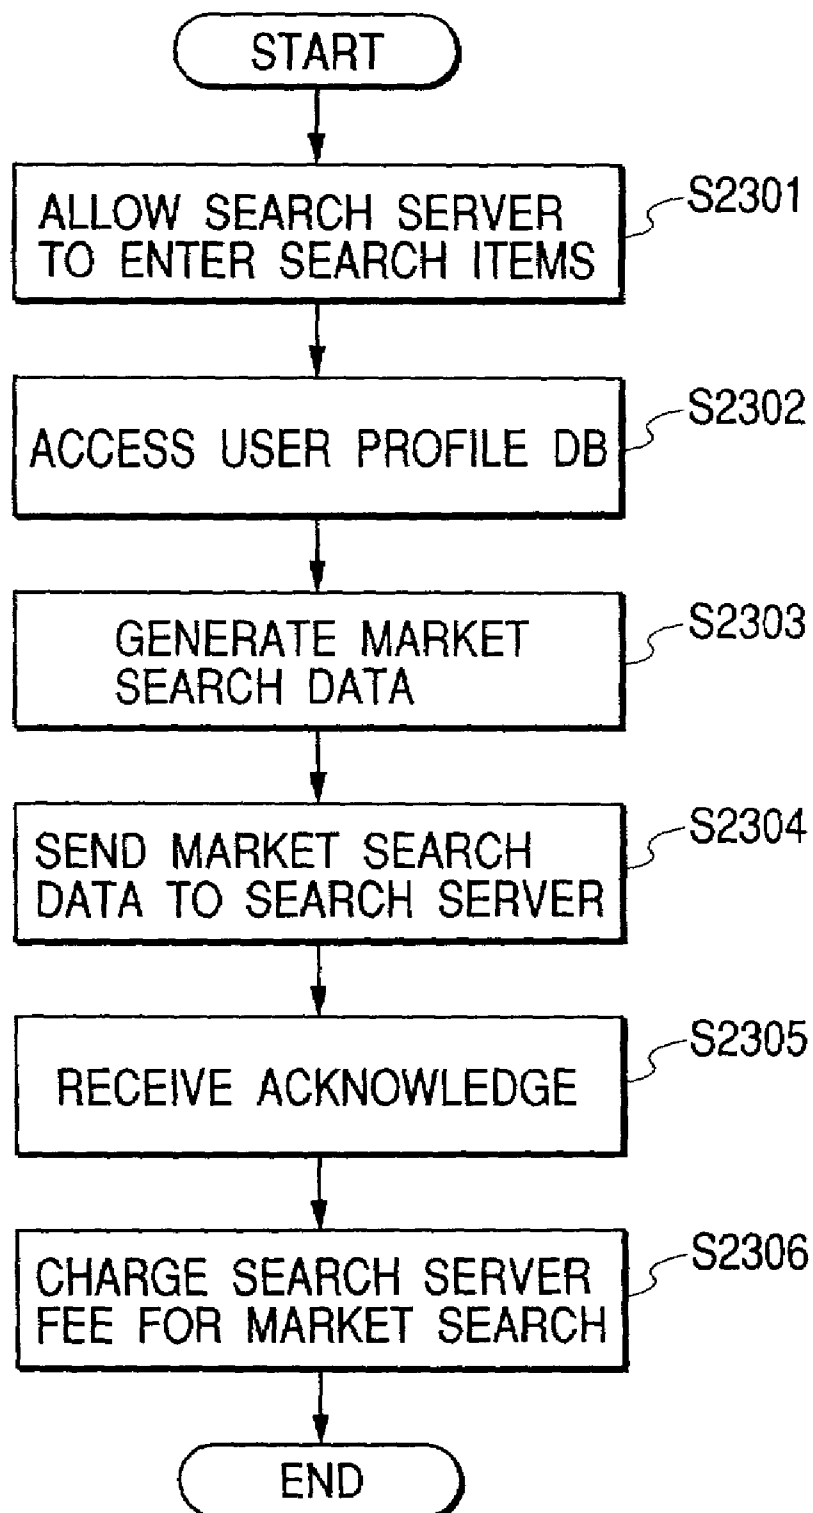 START
ALLOW SEARCH SERVER
TO ENTER SEARCH ITEMS
S2301
ACCESS USER PROFILE DB
S2302
GENERATE MARKET
SEARCH DATA
S2303
SEND MARKET SEARCH
DATA TO SEARCH SERVER
S2304
RECEIVE ACKNOWLEDGE
S2305
CHARGE SEARCH SERVER
FEE FOR MARKET SEARCH
S2306
END